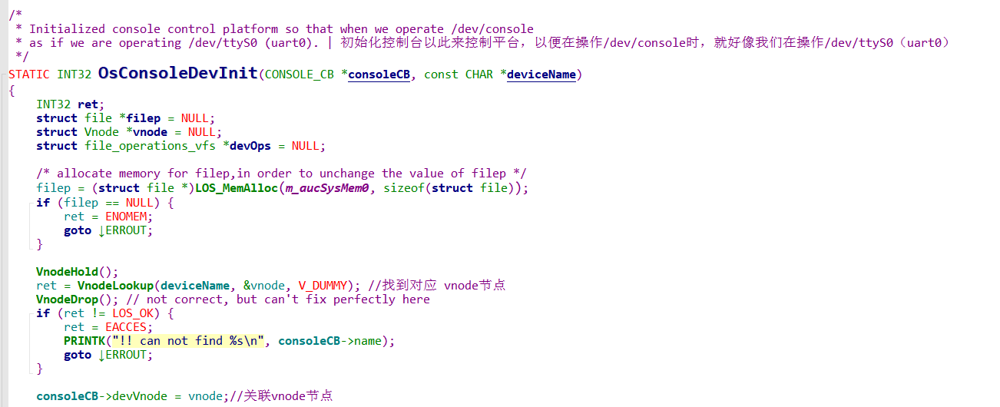 /*
 * Initialized console control platform so that when we operate /dev/console
 * as if we are operating /dev/ttyS0 (uart0). | 初始化控制台以此来控制平台，以便在操作/dev/console时，就好像我们在操作/dev/ttyS0（uart0）
 */
STATIC INT32 OsConsoleDevInit(CONSOLE_CB *consoleCB, const CHAR *deviceName)
{
    INT32 ret;
    struct file *filep = NULL;
    struct Vnode *vnode = NULL;
    struct file_operations_vfs *devOps = NULL;

    /* allocate memory for filep,in order to unchange the value of filep */
    filep = (struct file *)LOS_MemAlloc(m_aucSysMem0, sizeof(struct file));
    if (filep == NULL) {
        ret = ENOMEM;
        goto ↓ERROUT;
    }

    VnodeHold();
    ret = VnodeLookup(deviceName, &vnode, V_DUMMY); //找到对应 vnode节点
    VnodeDrop(); // not correct, but can't fix perfectly here
    if (ret != LOS_OK) {
        ret = EACCES;
        PRINTK("!! can not find %s\n", consoleCB->name);
        goto ↓ERROUT;
    }

    consoleCB->devVnode = vnode;//关联vnode节点